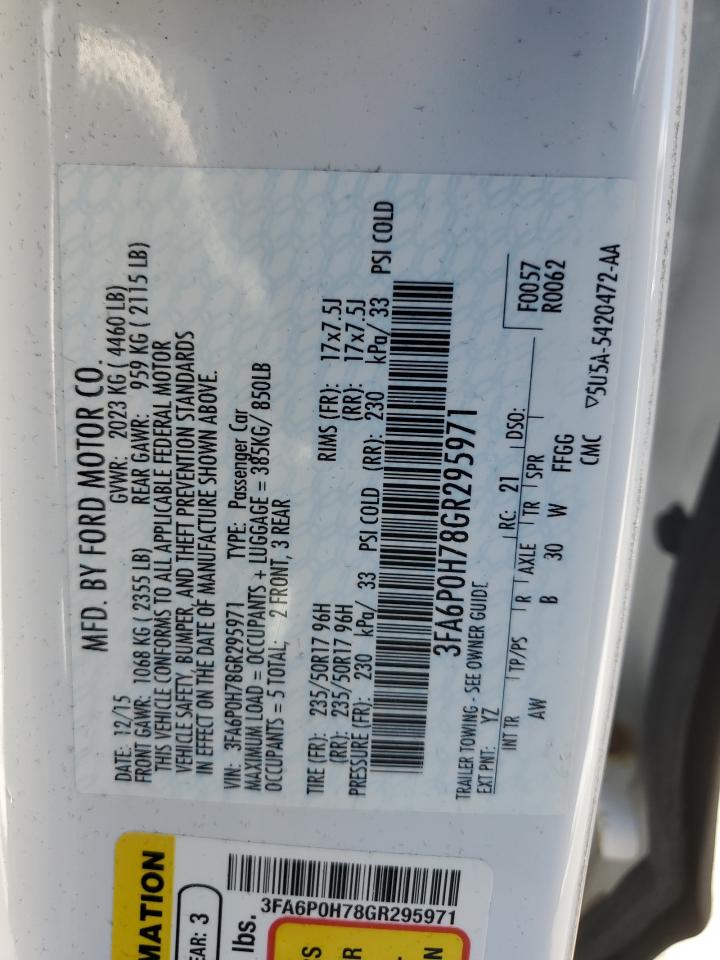 MFD. BY FORD MOTOR CO.
DATE: 12/15 GVWR: 2023 KG ( 4460 LB)
FRONT GAWR: 1068 KG ( 2355 LB) REAR GAWR: 959 KG ( 2115 LB)
THIS VEHICLE CONFORMS TO ALL APPLICABLE FEDERAL MOTOR
VEHICLE SAFETY, BUMPER, AND THEFT PREVENTION STANDARDS
IN EFFECT ON THE DATE OF MANUFACTURE SHOWN ABOVE.
VIN: 3FA6P0H78GR295971 TYPE: Passenger Car
MAXIMUM LOAD = OCCUPANTS + LUGGAGE = 385KG/ 850LB
OCCUPANTS = 5 TOTAL, 2 FRONT, 3 REAR
TIRE (FR): 235/50R17 96H RIMS (FR): 17x7.5J
(RR): 235/50R17 96H (RR): 17x7.5J
PRESSURE (FR): 230 kPa/ 33 PSI COLD (RR): 230 kPa/ 33 PSI COLD
3FA6P0H78GR295971
TRAILER TOWING - SEE OWNER GUIDE
EXT PNT: YZ RC: 21 DSO: F0057
R0062
INT TR TP/PS R AXLE TR SPR
AW B 30 W FFGG
CMC ▽5U5A-5420472-AA
MATION
EAR: 3
lbs.
3FA6P0H78GR295971
S
R
N